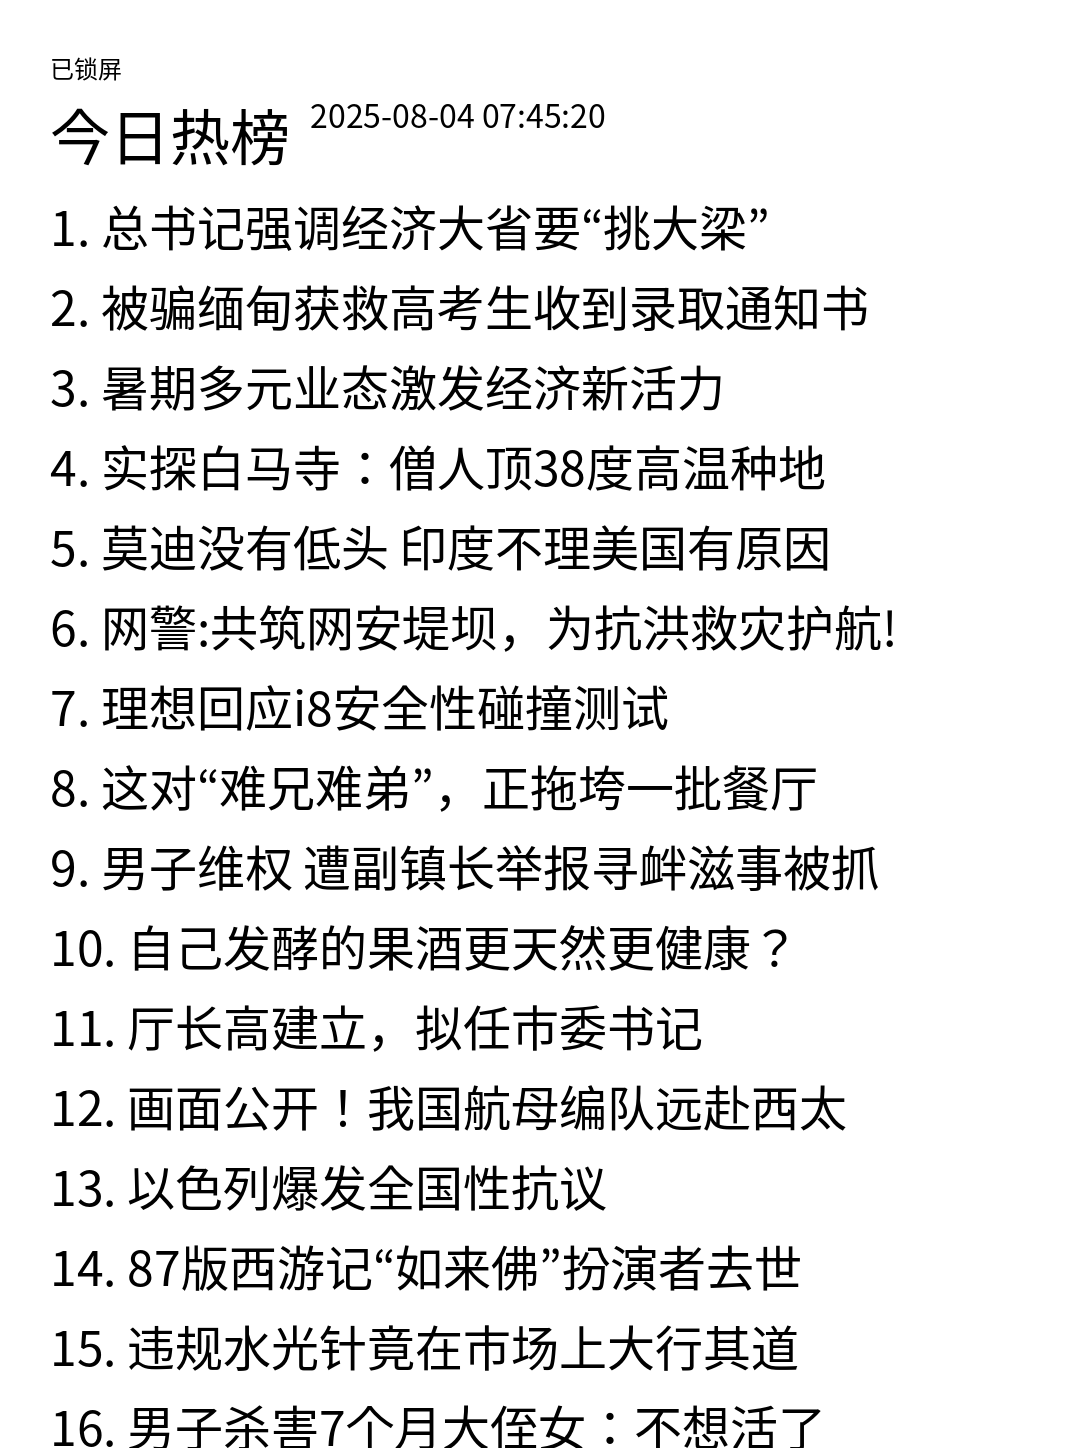 已锁屏
今日热榜 2025-08-04 07:45:20
1. 总书记强调经济大省要“挑大梁”
2. 被骗缅甸获救高考生收到录取通知书
3. 暑期多元业态激发经济新活力
4. 实探白马寺：僧人顶38度高温种地
5. 莫迪没有低头 印度不理美国有原因
6. 网警:共筑网安堤坝，为抗洪救灾护航!
7. 理想回应i8安全性碰撞测试
8. 这对“难兄难弟”，正拖垮一批餐厅
9. 男子维权 遭副镇长举报寻衅滋事被抓
10. 自己发酵的果酒更天然更健康？
11. 厅长高建立，拟任市委书记
12. 画面公开！我国航母编队远赴西太
13. 以色列爆发全国性抗议
14. 87版西游记“如来佛”扮演者去世
15. 违规水光针竟在市场上大行其道
16. 男子杀害7个月大侄女：不想活了